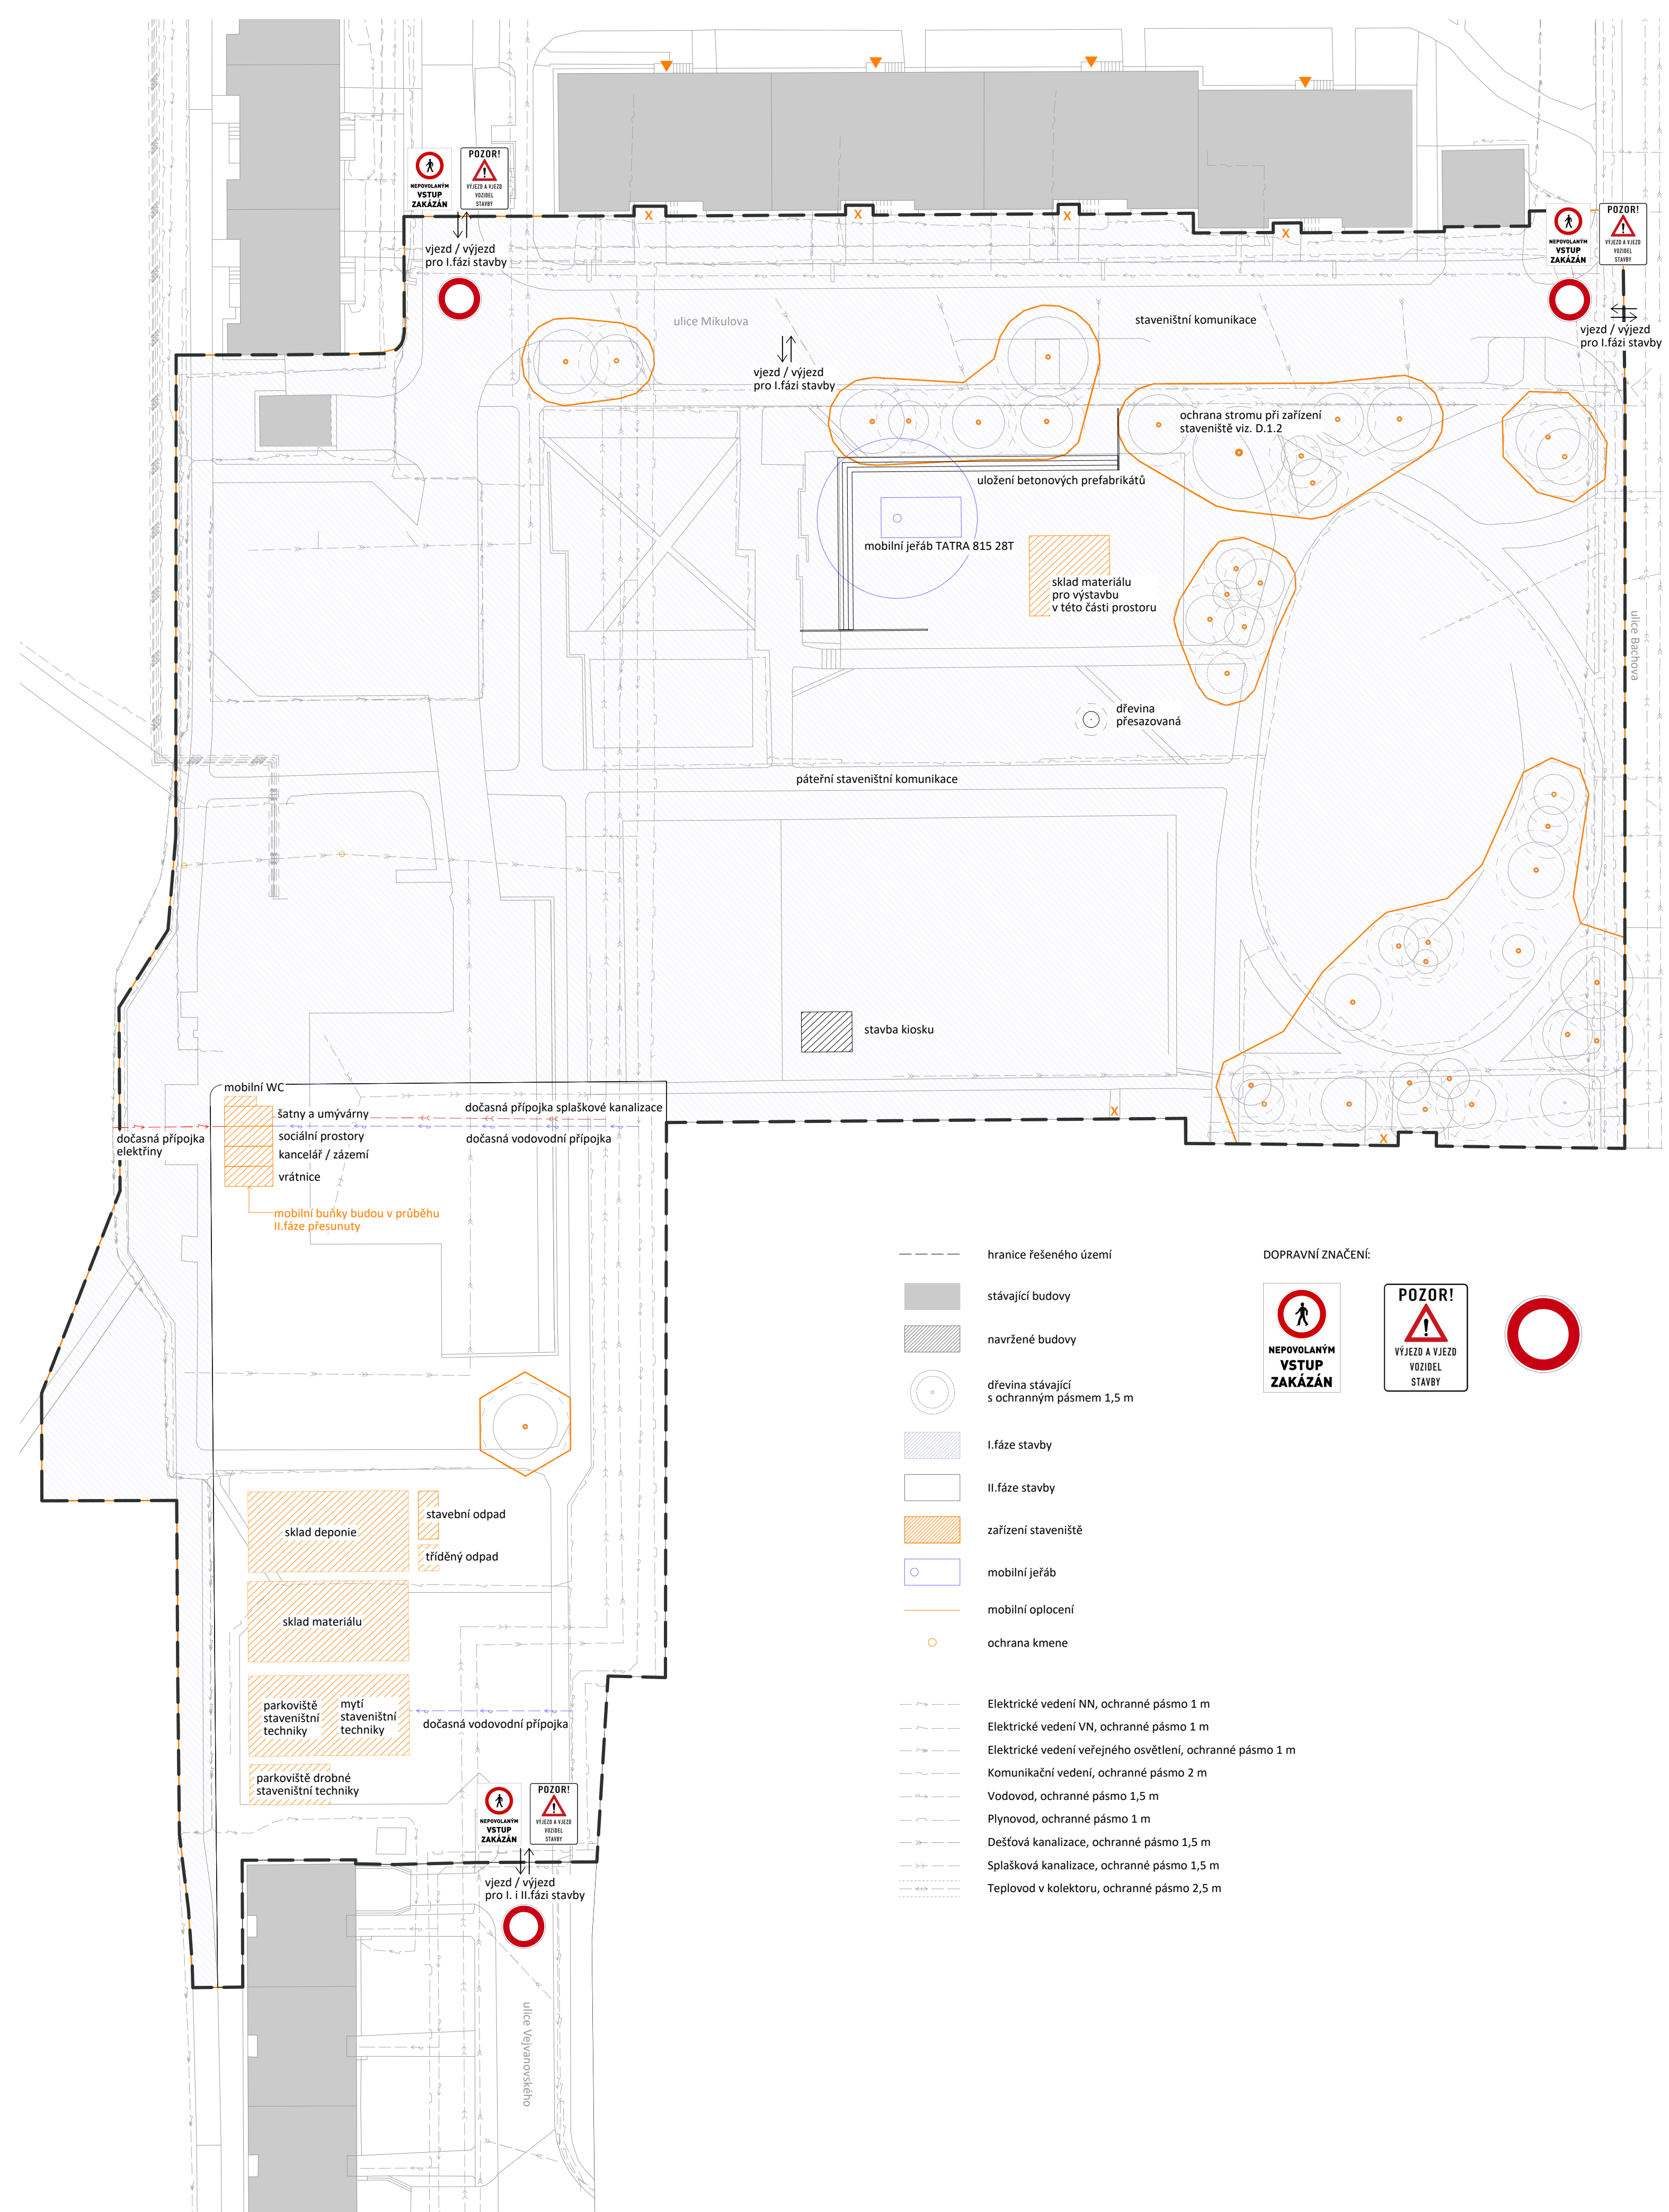 NEPOVOLANÝM
VSTUP
ZAKÁZÁN
POZOR!
VÝJEZD A VJEZD
VOZIDEL
STAVBY
vjezd / výjezd
pro I.fázi stavby
X
X
X
X
NEPOVOLANÝM
VSTUP
ZAKÁZÁN
POZOR!
VÝJEZD A VJEZD
VOZIDEL
STAVBY
vjezd / výjezd
pro I.fázi stavby
ulice Mikulova
staveništní komunikace
vjezd / výjezd
pro I.fázi stavby
ochrana stromu při zařízení
staveniště viz. D.1.2
uložení betonových prefabrikátů
mobilní jeřáb TATRA 815 28T
sklad materiálu
pro výstavbu
v této části prostoru
ulice Bachova
dřevina
přesazovaná
páteřní staveništní komunikace
stavba kiosku
mobilní WC
šatny a umývárny
sociální prostory
kancelář / zázemí
vrátnice
dočasná přípojka splaškové kanalizace
dočasná vodovodní přípojka
dočasná přípojka
elektřiny
X
X
mobilní buňky budou v průběhu
II.fáze přesunuty
hranice řešeného území
stávající budovy
navržené budovy
dřevina stávající
s ochranným pásmem 1,5 m
I.fáze stavby
II.fáze stavby
zařízení staveniště
mobilní jeřáb
mobilní oplocení
ochrana kmene
DOPRAVNÍ ZNAČENÍ:
NEPOVOLANÝM
VSTUP
ZAKÁZÁN
POZOR!
VÝJEZD A VJEZD
VOZIDEL
STAVBY
sklad deponie
stavební odpad
tříděný odpad
sklad materiálu
parkoviště
staveništní
techniky
mytí
staveništní
techniky
dočasná vodovodní přípojka
parkoviště drobné
staveništní techniky
Elektrické vedení NN, ochranné pásmo 1 m
Elektrické vedení VN, ochranné pásmo 1 m
Elektrické vedení veřejného osvětlení, ochranné pásmo 1 m
Komunikační vedení, ochranné pásmo 2 m
Vodovod, ochranné pásmo 1,5 m
Plynovod, ochranné pásmo 1 m
Dešťová kanalizace, ochranné pásmo 1,5 m
Splašková kanalizace, ochranné pásmo 1,5 m
Teplovod v kolektoru, ochranné pásmo 2,5 m
NEPOVOLANÝM
VSTUP
ZAKÁZÁN
POZOR!
VÝJEZD A VJEZD
VOZIDEL
STAVBY
vjezd / výjezd
pro I. i II.fázi stavby
ulice Vejvanovského